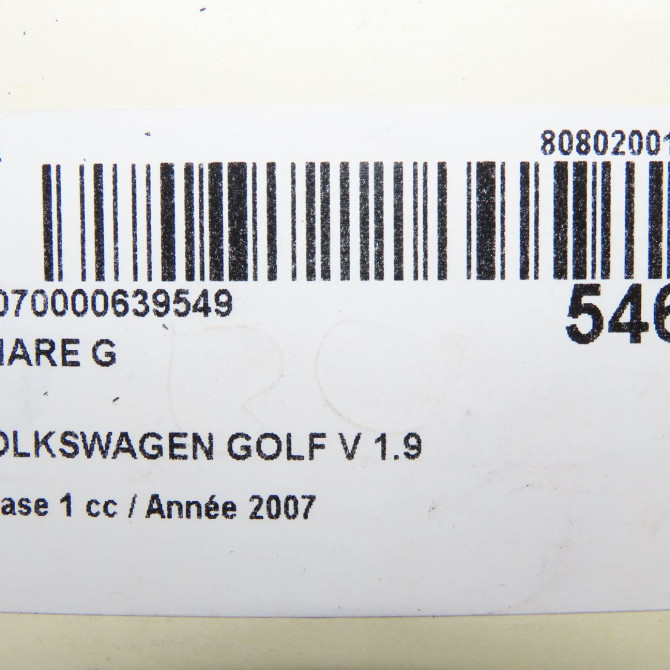 80802001
070000639549
546
HARE G
OLKSWAGEN GOLF V 1.9
ase 1 cc / Année 2007